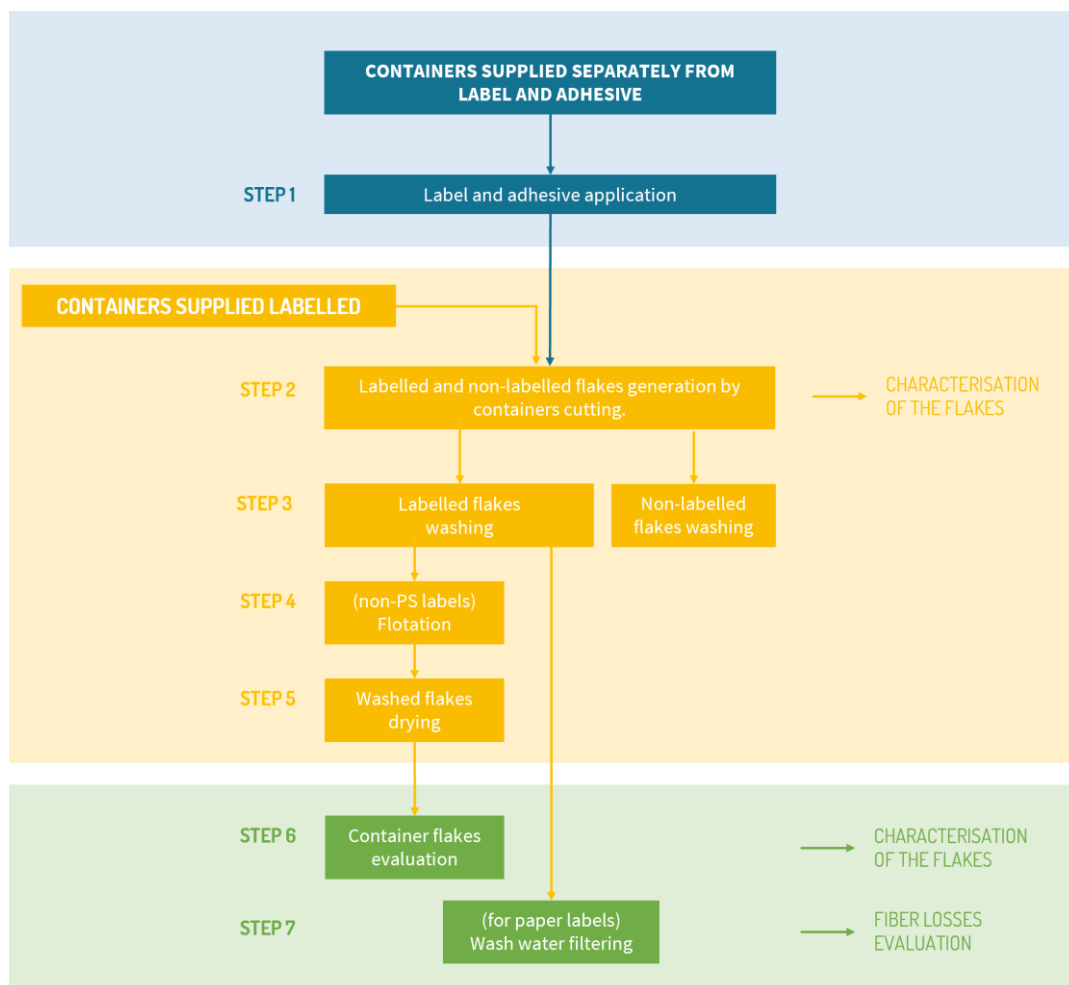 CONTAINERS SUPPLIED SEPARATELY FROM
LABEL AND ADHESIVE
STEP 1
Label and adhesive application
CONTAINERS SUPPLIED LABELLED
STEP 2
Labelled and non-labelled flakes generation by
containers cutting.
CHARACTERISATION
OF THE FLAKES
STEP 3
Labelled flakes
washing
Non-labelled
flakes washing
STEP 4
(non-PS labels)
Flotation
STEP 5
Washed flakes
drying
STEP 6
Container flakes
evaluation
CHARACTERISATION
OF THE FLAKES
STEP 7
(for paper labels)
Wash water filtering
FIBER LOSSES
EVALUATION